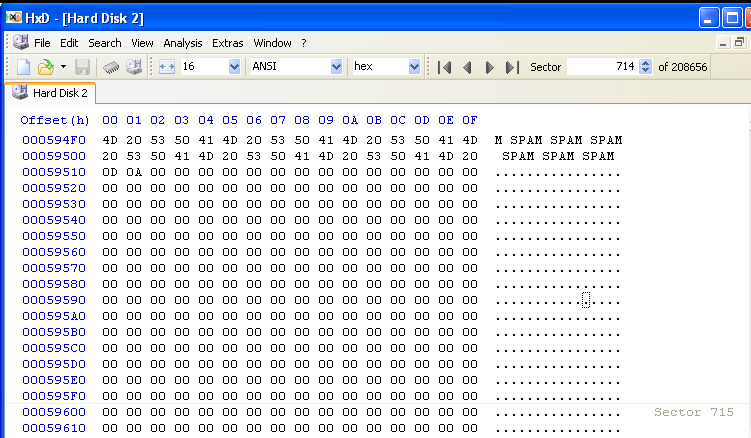 HxD - [Hard Disk 2]
File Edit Search View Analysis Extras Window ?
16 ANSI hex Sector 714 of 208656
Hard Disk 2
Offset(h) 00 01 02 03 04 05 06 07 08 09 0A 0B 0C 0D 0E 0F
000594F0 4D 20 53 50 41 4D 20 53 50 41 4D 20 53 50 41 4D M SPAM SPAM SPAM
00059500 20 53 50 41 4D 20 53 50 41 4D 20 53 50 41 4D 20 SPAM SPAM SPAM
00059510 0D 0A 00 00 00 00 00 00 00 00 00 00 00 00 00 00 ................
00059520 00 00 00 00 00 00 00 00 00 00 00 00 00 00 00 00 ................
00059530 00 00 00 00 00 00 00 00 00 00 00 00 00 00 00 00 ................
00059540 00 00 00 00 00 00 00 00 00 00 00 00 00 00 00 00 ................
00059550 00 00 00 00 00 00 00 00 00 00 00 00 00 00 00 00 ................
00059560 00 00 00 00 00 00 00 00 00 00 00 00 00 00 00 00 ................
00059570 00 00 00 00 00 00 00 00 00 00 00 00 00 00 00 00 ................
00059580 00 00 00 00 00 00 00 00 00 00 00 00 00 00 00 00 ................
00059590 00 00 00 00 00 00 00 00 00 00 00 00 00 00 00 00 ................
000595A0 00 00 00 00 00 00 00 00 00 00 00 00 00 00 00 00 ................
000595B0 00 00 00 00 00 00 00 00 00 00 00 00 00 00 00 00 ................
000595C0 00 00 00 00 00 00 00 00 00 00 00 00 00 00 00 00 ................
000595D0 00 00 00 00 00 00 00 00 00 00 00 00 00 00 00 00 ................
000595E0 00 00 00 00 00 00 00 00 00 00 00 00 00 00 00 00 ................
000595F0 00 00 00 00 00 00 00 00 00 00 00 00 00 00 00 00 ................
00059600 00 00 00 00 00 00 00 00 00 00 00 00 00 00 00 00 ................ Sector 715
00059610 00 00 00 00 00 00 00 00 00 00 00 00 00 00 00 00 ................